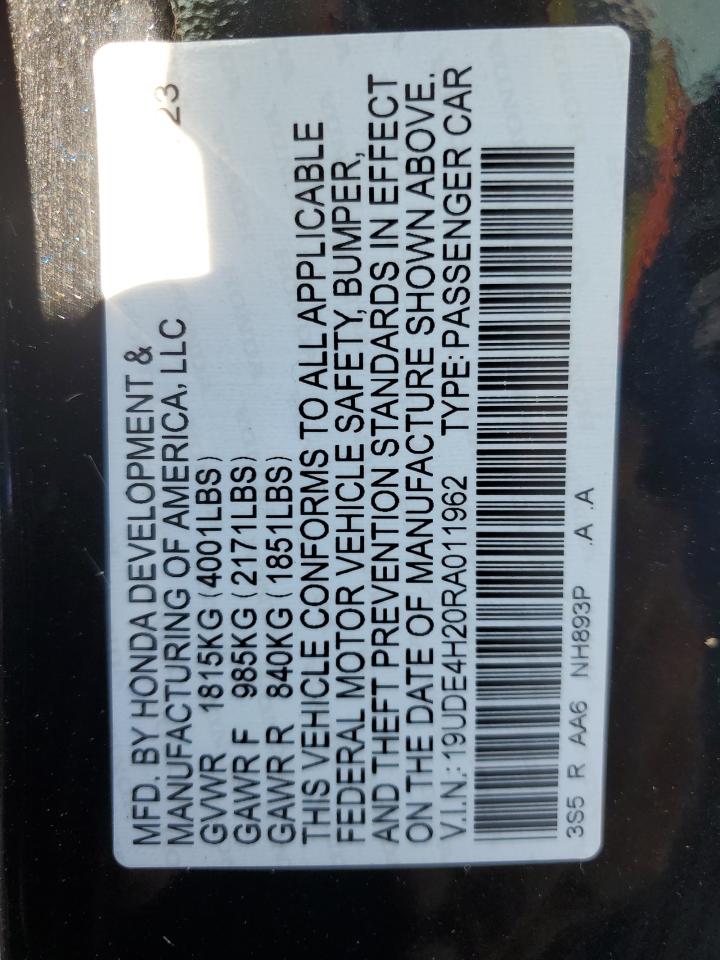 23
MFD. BY HONDA DEVELOPMENT &
MANUFACTURING OF AMERICA, LLC
GVWR 1815KG (4001LBS)
GAWR F 985KG (2171LBS)
GAWR R 840KG (1851LBS)
THIS VEHICLE CONFORMS TO ALL APPLICABLE
FEDERAL MOTOR VEHICLE SAFETY, BUMPER,
AND THEFT PREVENTION STANDARDS IN EFFECT
ON THE DATE OF MANUFACTURE SHOWN ABOVE.
V.I.N.: 19UDE4H20RA011962 TYPE: PASSENGER CAR
3S5 R AA6 NH893P .A .A